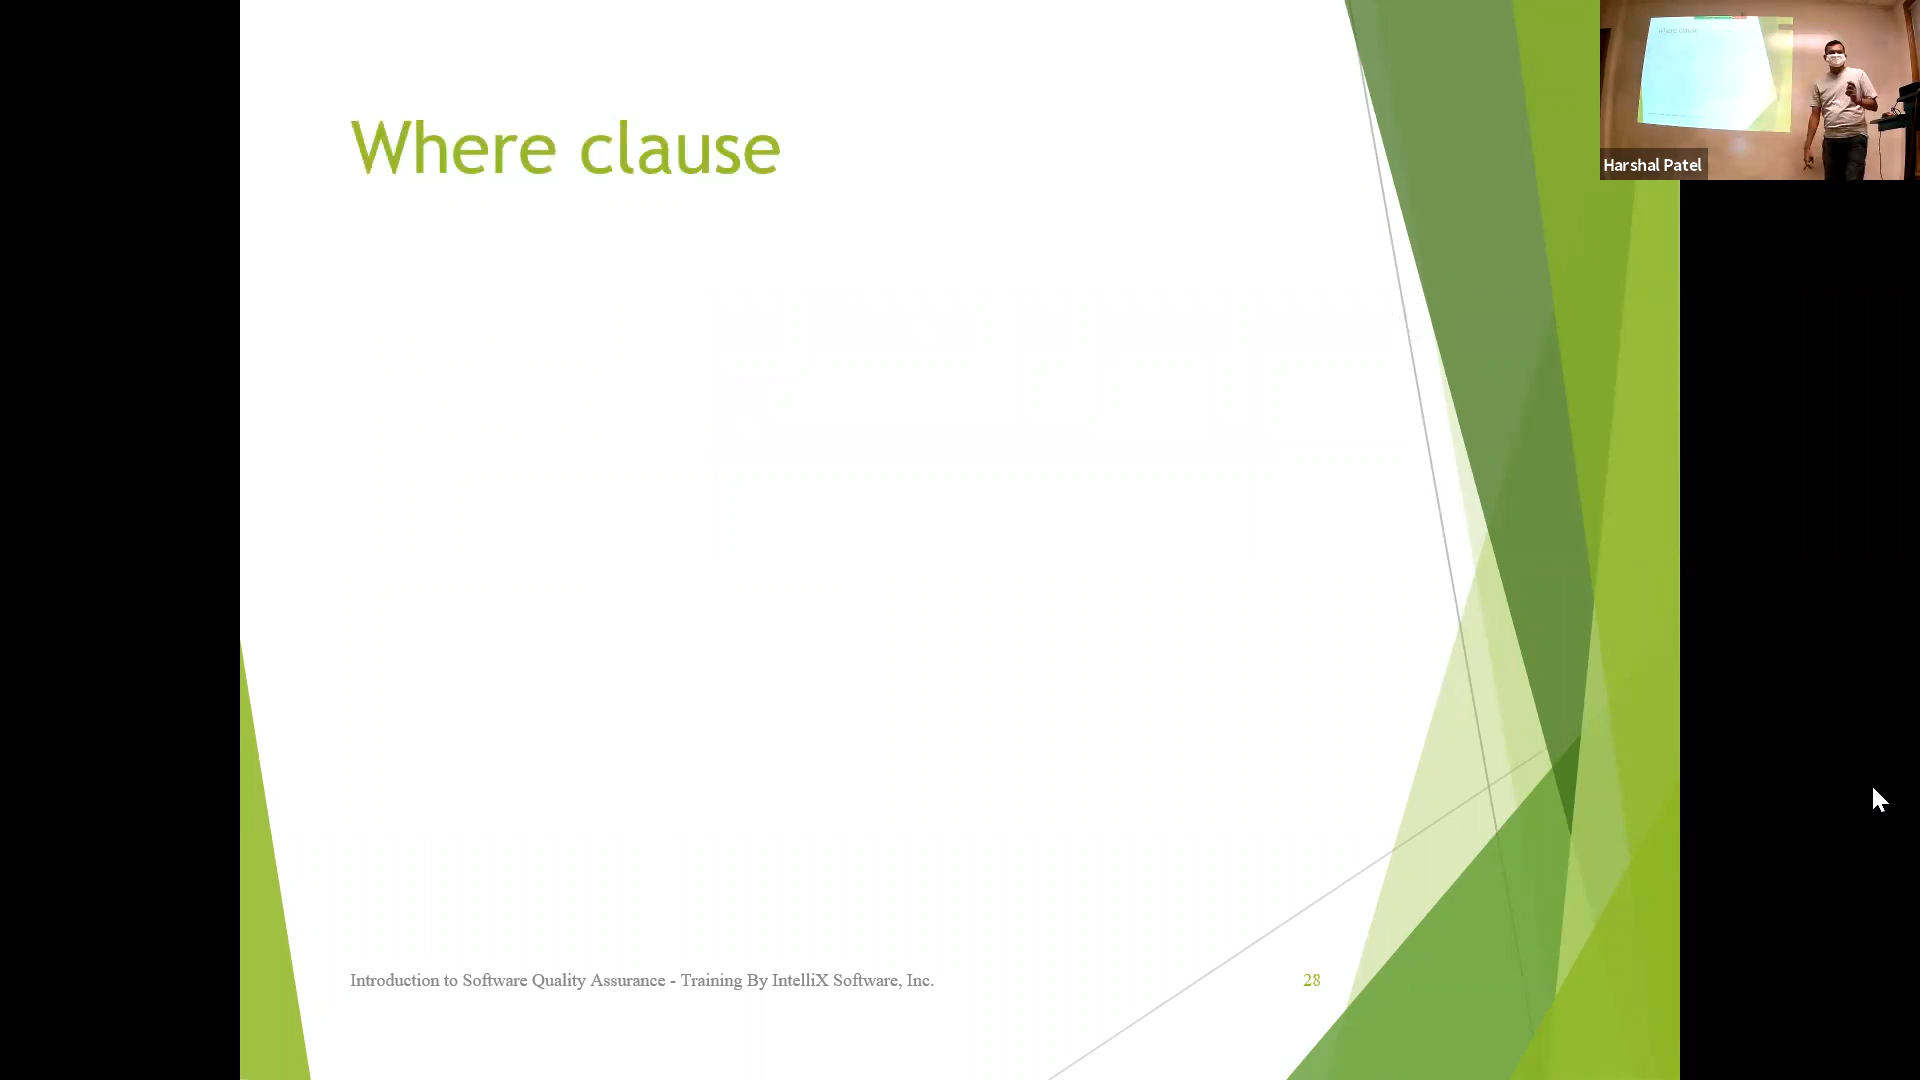 Where clause
Harshal Patel
Introduction to Software Quality Assurance - Training By IntelliX Software, Inc.
28